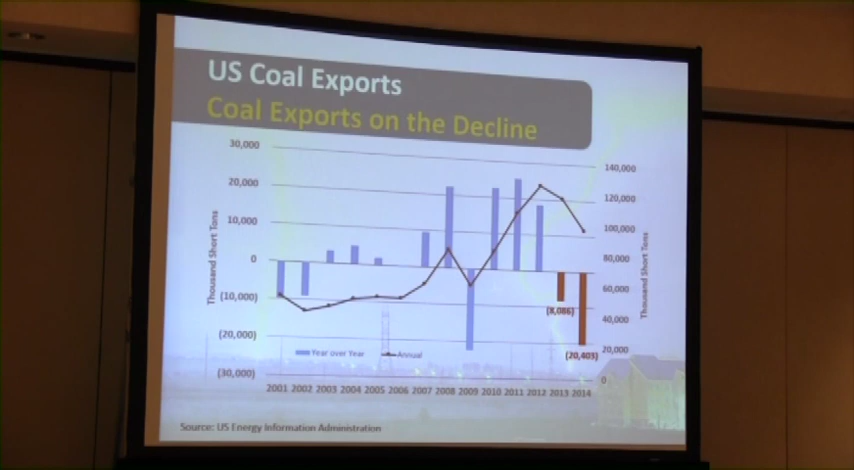 US Coal Exports
Coal Exports on the Decline
30,000
20,000
10,000
0
(10,000)
(20,000)
(30,000)
Thousand Short Tons
140,000
120,000
100,000
80,000
60,000
20,000
0
Thousand Short Tons
(8,086)
(20,403)
Year over Year
Annual
2001 2002 2003 2004 2005 2006 2007 2008 2009 2010 2011 2012 2013 2014
Source: US Energy Information Administration